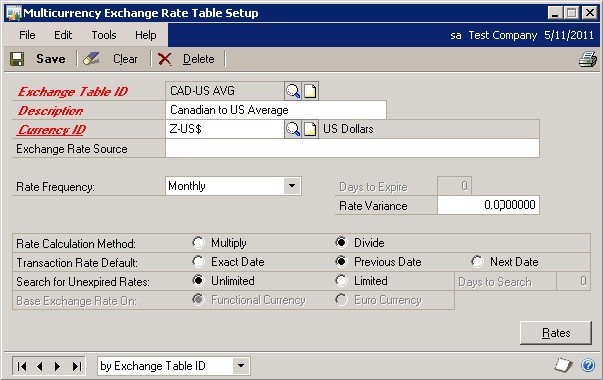 Multicurrency Exchange Rate Table Setup
File Edit Tools Help sa Test Company 5/11/2011
Save Clear Delete
Exchange Table ID CAD-US AVG
Description Canadian to US Average
Currency ID Z-US$ US Dollars
Exchange Rate Source
Rate Frequency: Monthly Days to Expire 0
Rate Variance 0.0000000
Rate Calculation Method: Multiply Divide
Transaction Rate Default: Exact Date Previous Date Next Date
Search for Unexpired Rates: Unlimited Limited Days to Search 0
Base Exchange Rate On: Functional Currency Euro Currency
Rates
by Exchange Table ID